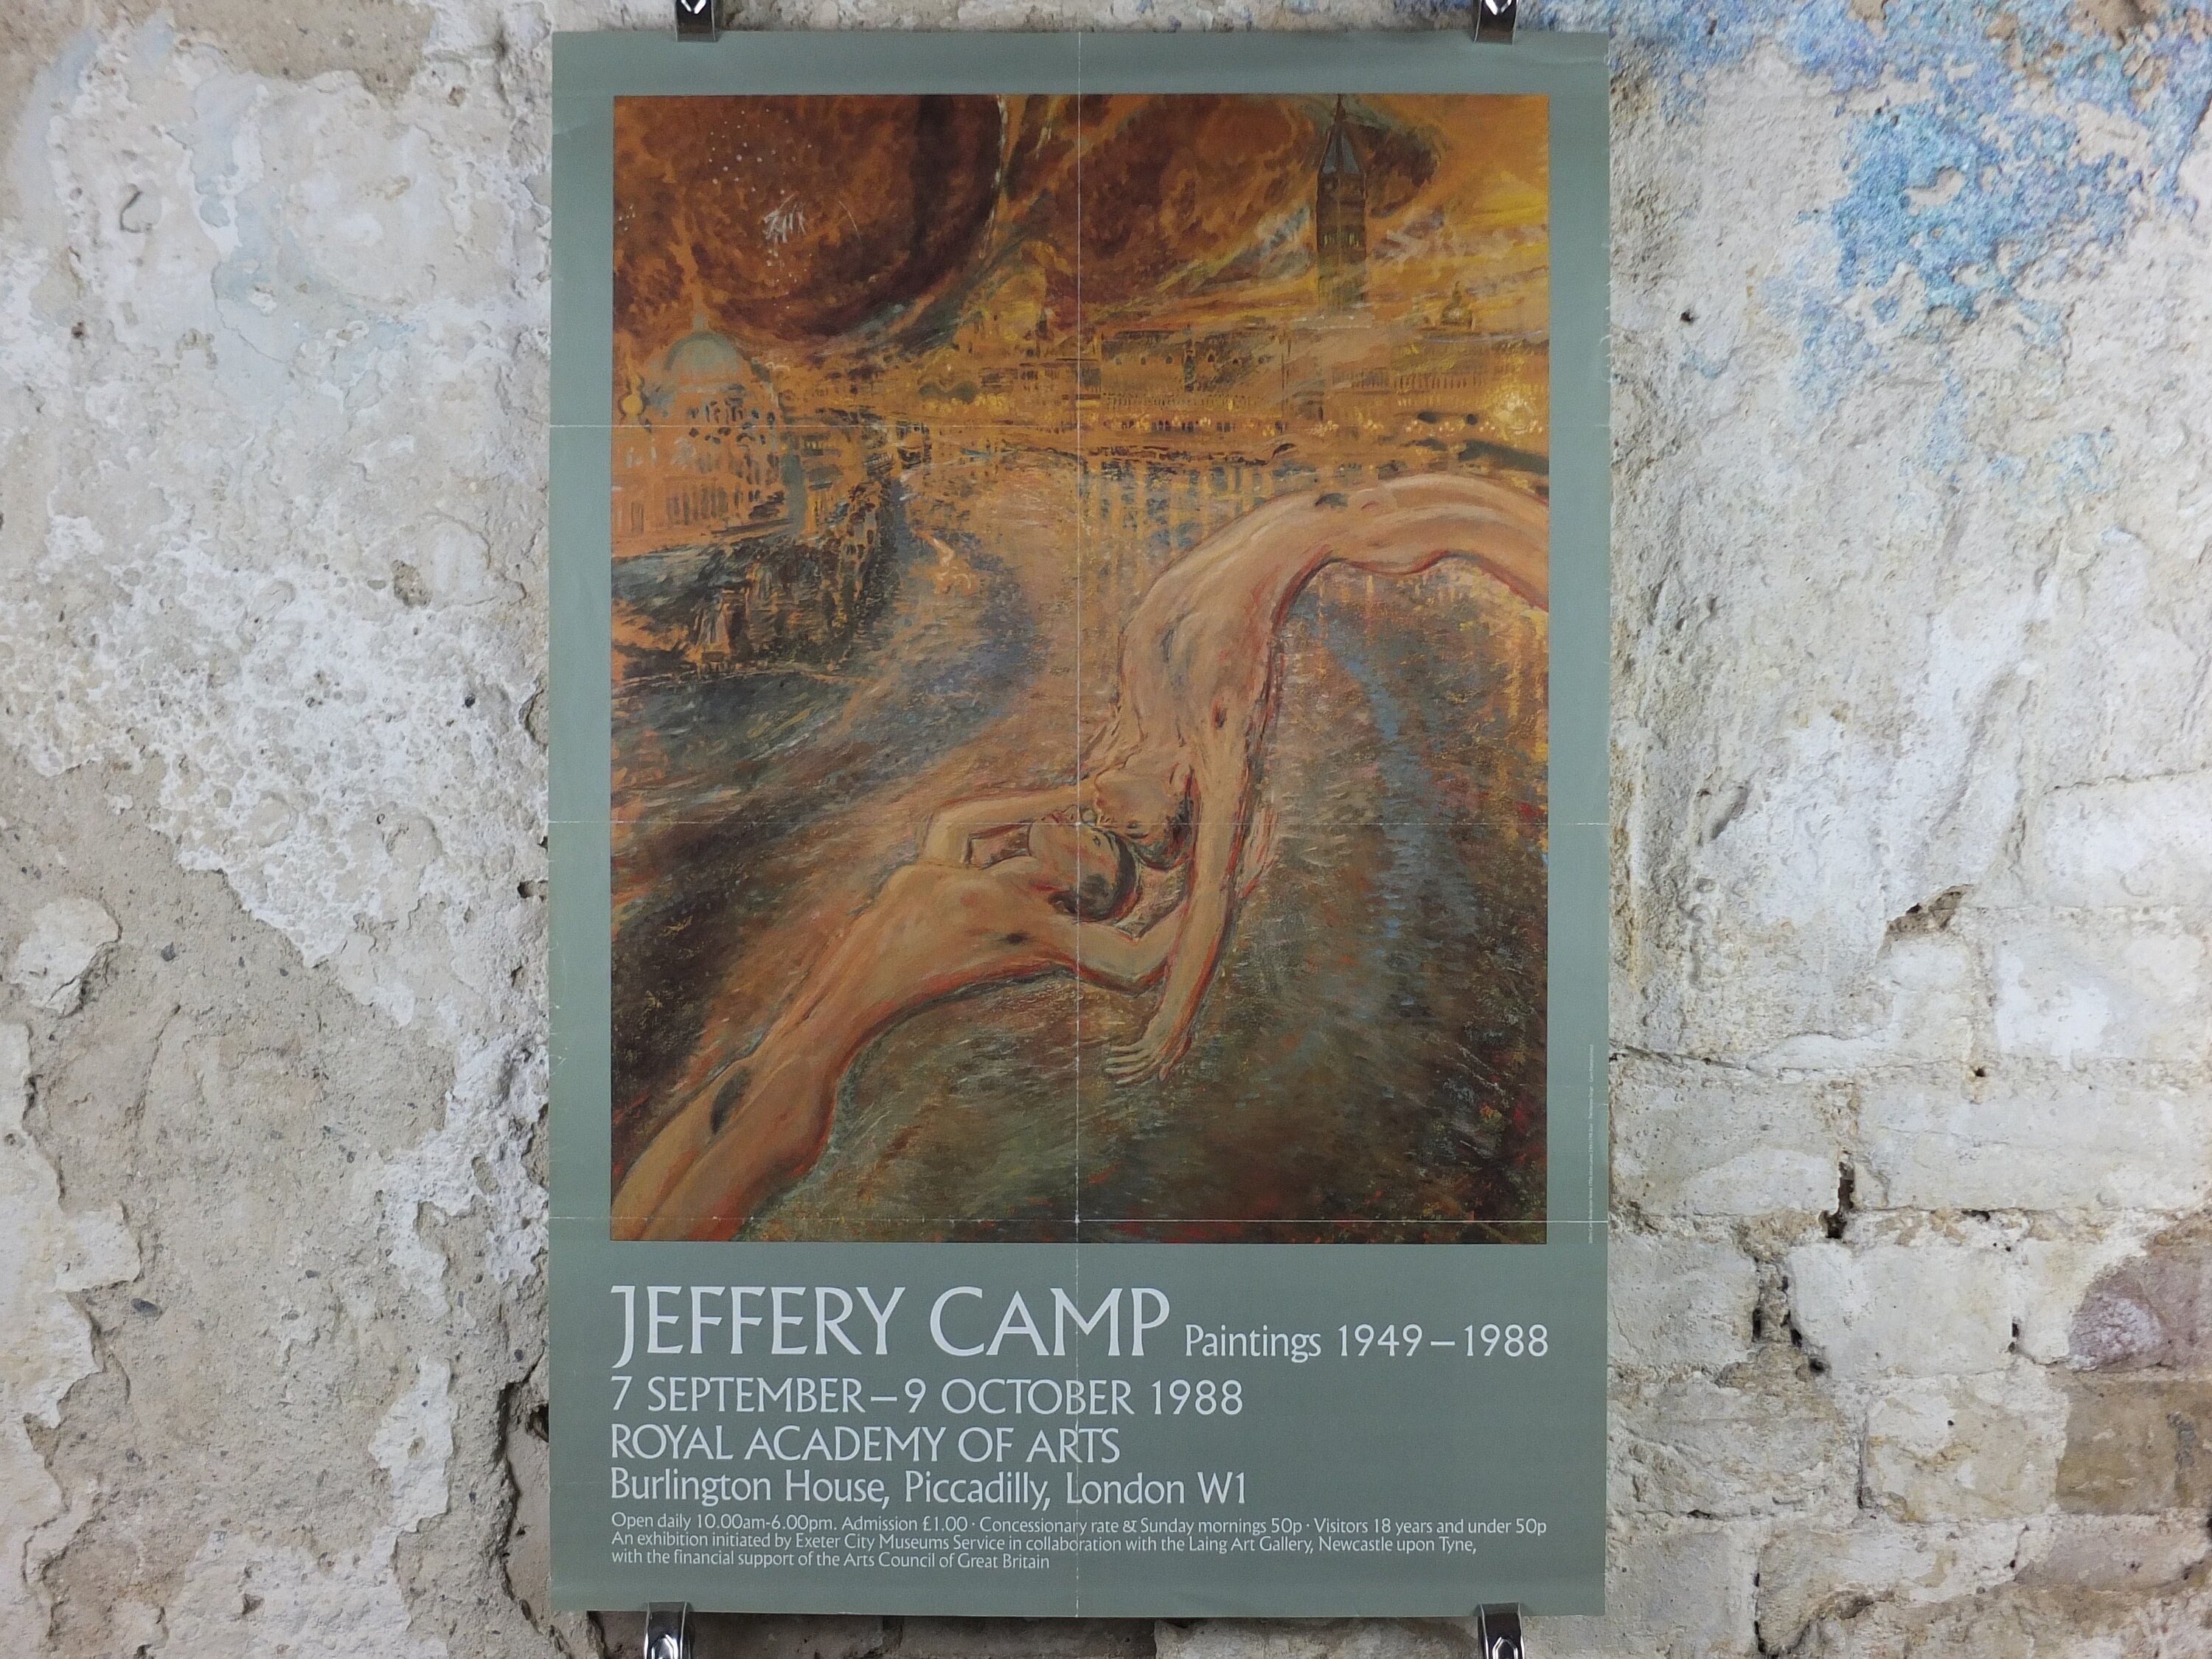 JEFFERY CAMP Paintings 1949–1988
7 SEPTEMBER–9 OCTOBER 1988
ROYAL ACADEMY OF ARTS
Burlington House, Piccadilly, London W1
Open daily 10.00am-6.00pm. Admission £1.00 · Concessionary rate & Sunday mornings 50p · Visitors 18 years and under 50p
An exhibition initiated by Exeter City Museums Service in collaboration with the Laing Art Gallery, Newcastle upon Tyne,
with the financial support of the Arts Council of Great Britain